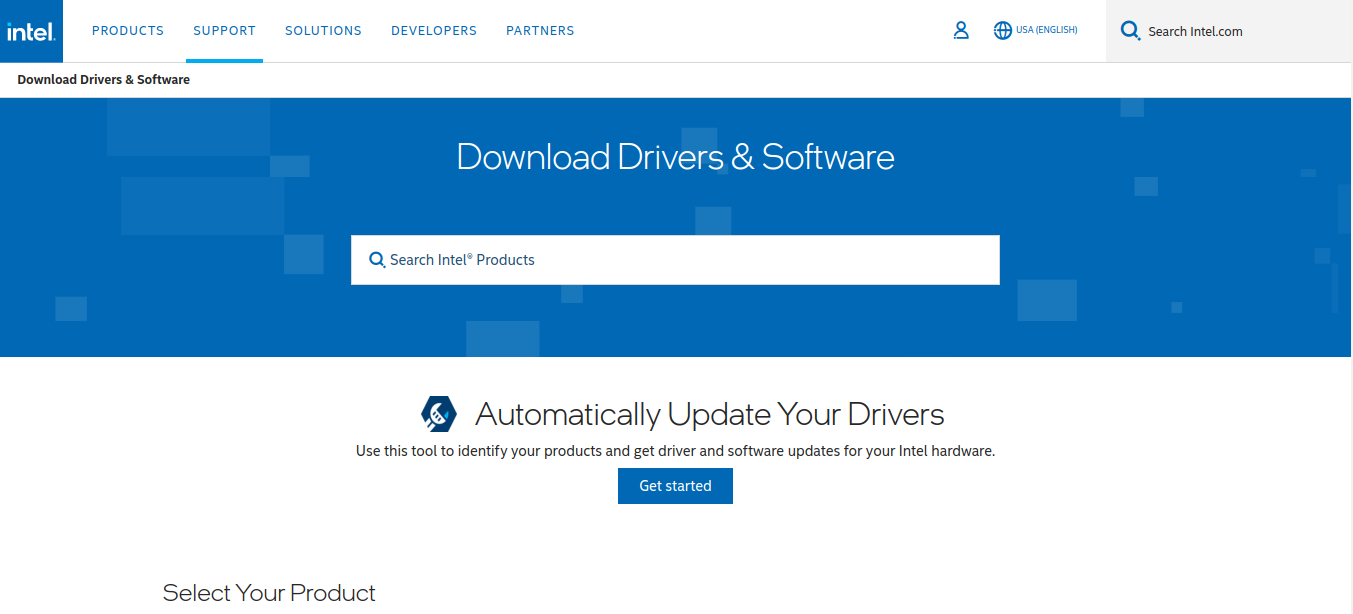 intel.
PRODUCTS
SUPPORT
SOLUTIONS
DEVELOPERS
PARTNERS
USA (ENGLISH)
Search Intel.com
Download Drivers & Software
Download Drivers & Software
Search Intel® Products
Automatically Update Your Drivers
Use this tool to identify your products and get driver and software updates for your Intel hardware.
Get started
Select Your Product